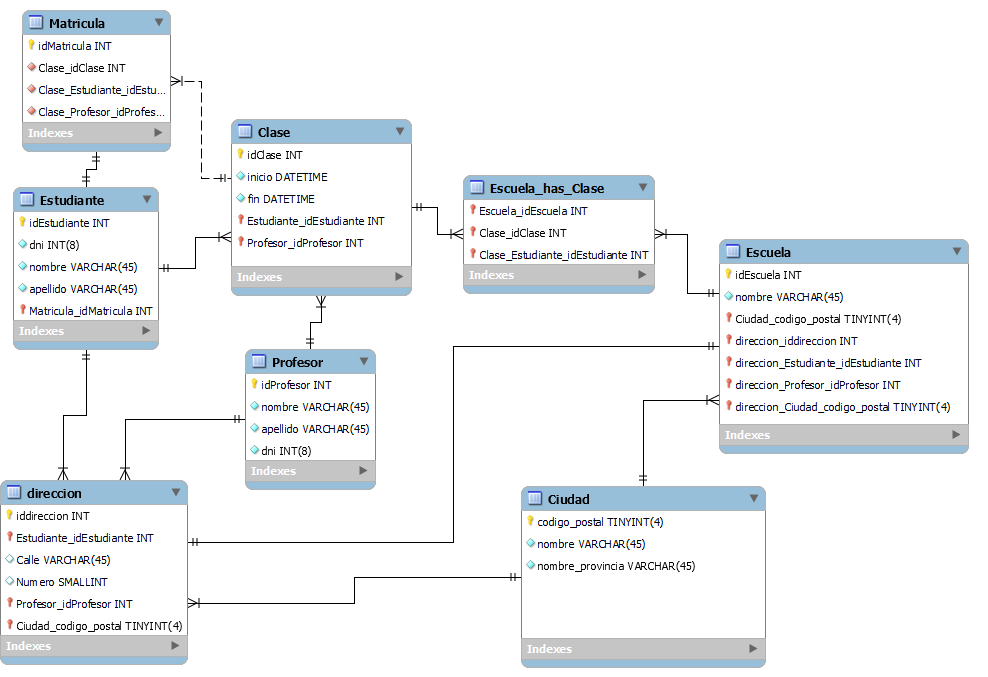 Matricula
idMatricula INT
Clase_idClase INT
Clase_Estudiante_idEstu...
Clase_Profesor_idProfes...
Indexes
Estudiante
idEstudiante INT
dni INT(8)
nombre VARCHAR(45)
apellido VARCHAR(45)
Matricula_idMatricula INT
Indexes
Clase
idClase INT
inicio DATETIME
fin DATETIME
Estudiante_idEstudiante INT
Profesor_idProfesor INT
Indexes
Escuela_has_Clase
Escuela_idEscuela INT
Clase_idClase INT
Clase_Estudiante_idEstudiante INT
Indexes
Escuela
idEscuela INT
nombre VARCHAR(45)
Ciudad_codigo_postal TINYINT(4)
direccion_iddireccion INT
direccion_Estudiante_idEstudiante INT
direccion_Profesor_idProfesor INT
direccion_Ciudad_codigo_postal TINYINT(4)
Indexes
Profesor
idProfesor INT
nombre VARCHAR(45)
apellido VARCHAR(45)
dni INT(8)
Indexes
direccion
iddireccion INT
Estudiante_idEstudiante INT
Calle VARCHAR(45)
Numero SMALLINT
Profesor_idProfesor INT
Ciudad_codigo_postal TINYINT(4)
Indexes
Ciudad
codigo_postal TINYINT(4)
nombre VARCHAR(45)
nombre_provincia VARCHAR(45)
Indexes